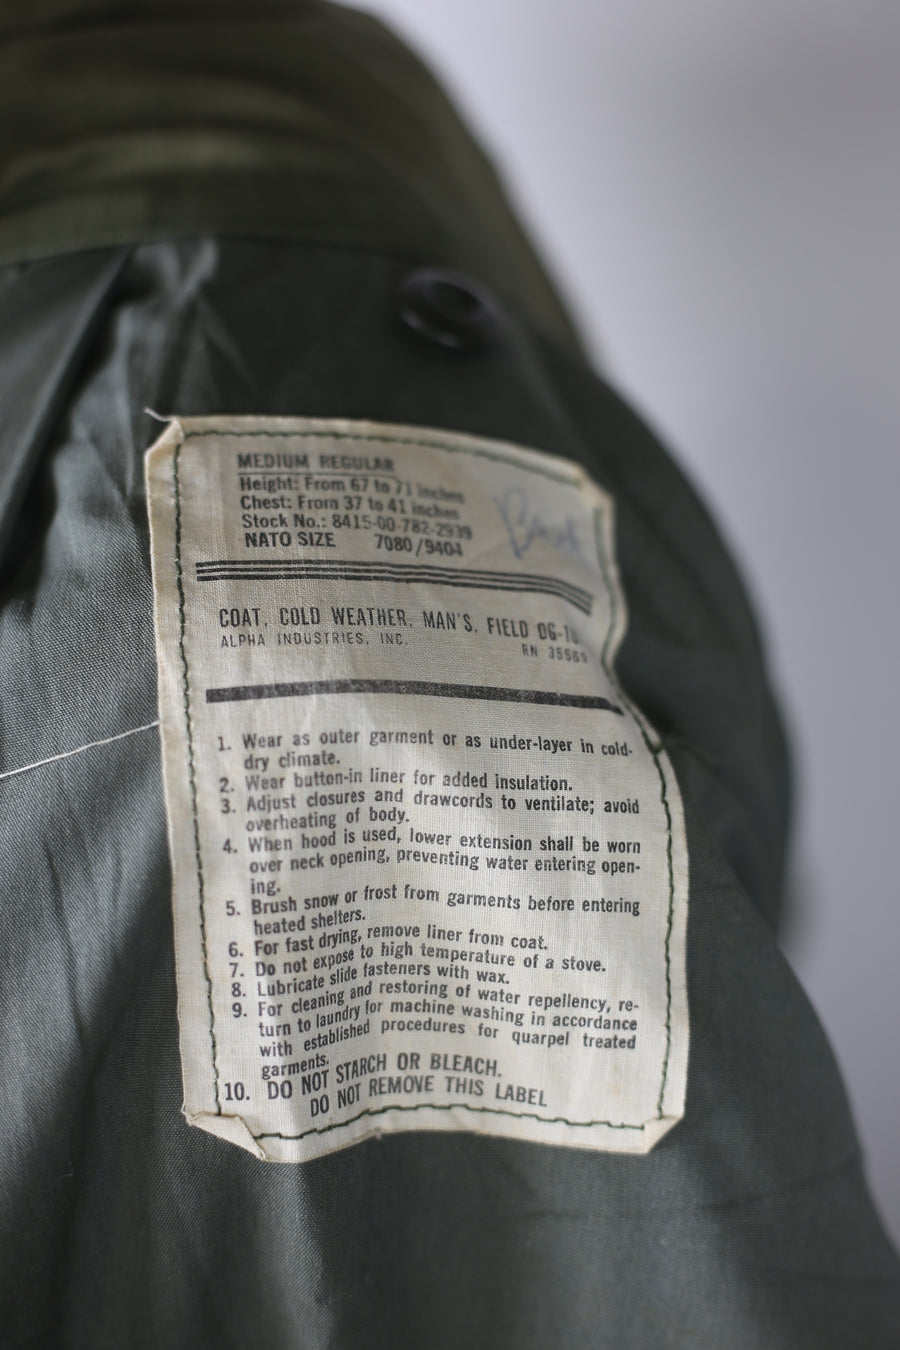 MEDIUM REGULAR
Height: From 67 to 71 inches
Chest: From 37 to 41 inches
Stock No.: 8415-00-782-2939
NATO SIZE 7080/9404
COAT, COLD WEATHER, MAN'S, FIELD OG-10
ALPHA INDUSTRIES, INC.
RN 35569
1. Wear as outer garment or as under-layer in cold-
dry climate.
2. Wear button-in liner for added insulation.
3. Adjust closures and drawcords to ventilate; avoid
overheating of body.
4. When hood is used, lower extension shall be worn
over neck opening, preventing water entering open-
ing.
5. Brush snow or frost from garments before entering
heated shelters.
6. For fast drying, remove liner from coat.
7. Do not expose to high temperature of a stove.
8. Lubricate slide fasteners with wax.
9. For cleaning and restoring of water repellency, re-
turn to laundry for machine washing in accordance
with established procedures for quarpel treated
garments.
10. DO NOT STARCH OR BLEACH.
DO NOT REMOVE THIS LABEL